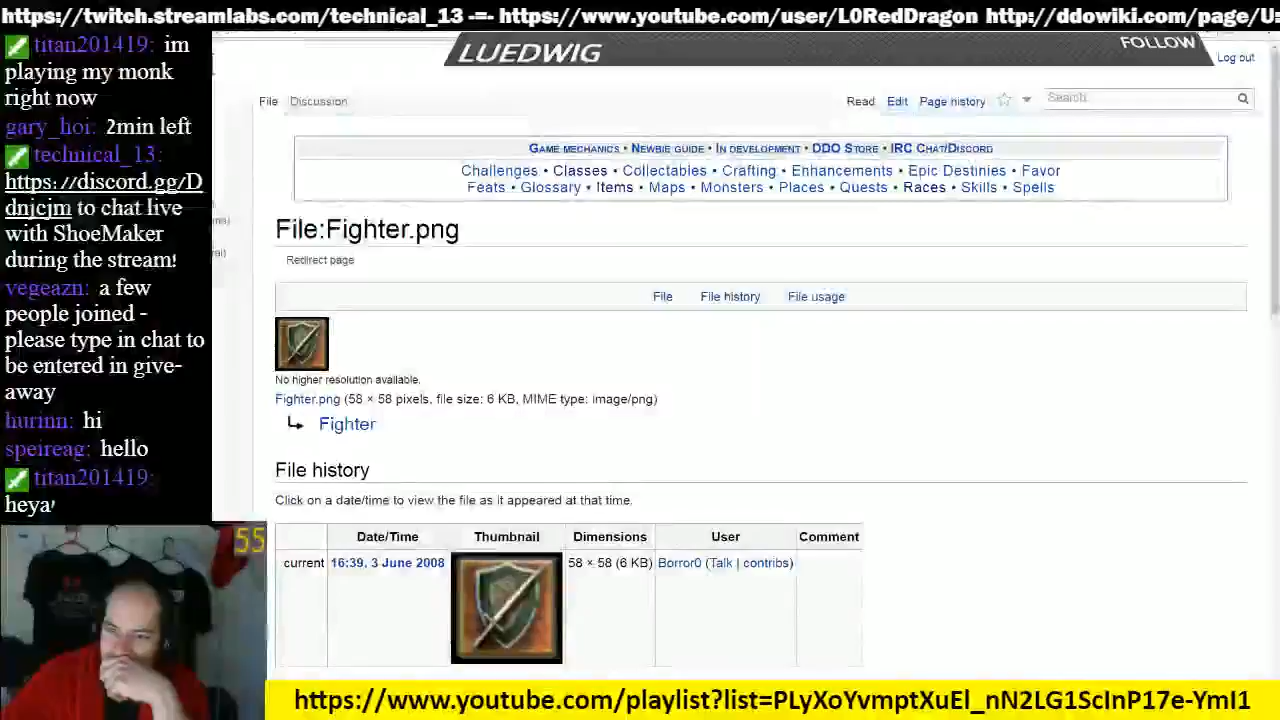 https://twitch.streamlabs.com/technical_13 -=- https://www.youtube.com/user/L0RedDragon http://ddowiki.com/page/Us
titan201419: im
playing my monk
right now
gary_hoi: 2min left
technical_13:
https://discord.gg/D
dnjcjm to chat live
with ShoeMaker
during the stream!
vegeazn: a few
people joined -
please type in chat to
be entered in give-
away
hurinn: hi
speireag: hello
titan201419:
heya
55
LUEDWIG
FOLLOW
Log out
File Discussion
Read Edit Page history
Search
Game mechanics • Newbie guide • In development • DDO Store • IRC Chat/Discord
Challenges • Classes • Collectables • Crafting • Enhancements • Epic Destinies • Favor
Feats • Glossary • Items • Maps • Monsters • Places • Quests • Races • Skills • Spells
File:Fighter.png
Redirect page
File File history File usage
No higher resolution available.
Fighter.png (58 × 58 pixels, file size: 6 KB, MIME type: image/png)
Fighter
File history
Click on a date/time to view the file as it appeared at that time.
Date/Time Thumbnail Dimensions User Comment
current 16:39, 3 June 2008 58 × 58 (6 KB) Borror0 (Talk | contribs)
https://www.youtube.com/playlist?list=PLyXoYvmptXuEl_nN2LG1ScInP17e-YmI1